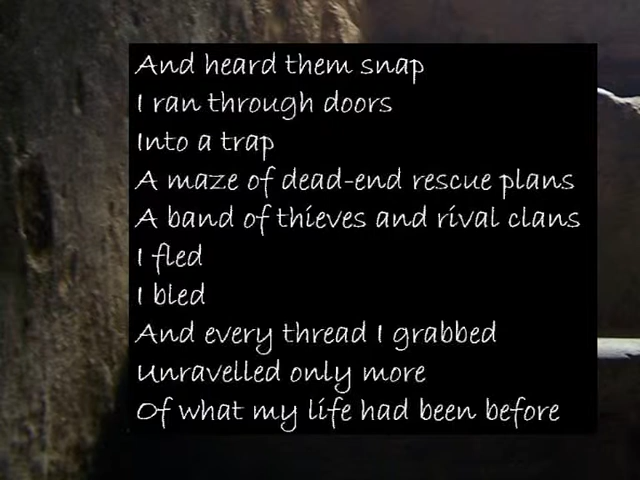 And heard them snap
I ran through doors
Into a trap
A maze of dead-end rescue plans
A band of thieves and rival clans
I fled
I bled
And every thread I grabbed
Unravelled only more
Of what my life had been before